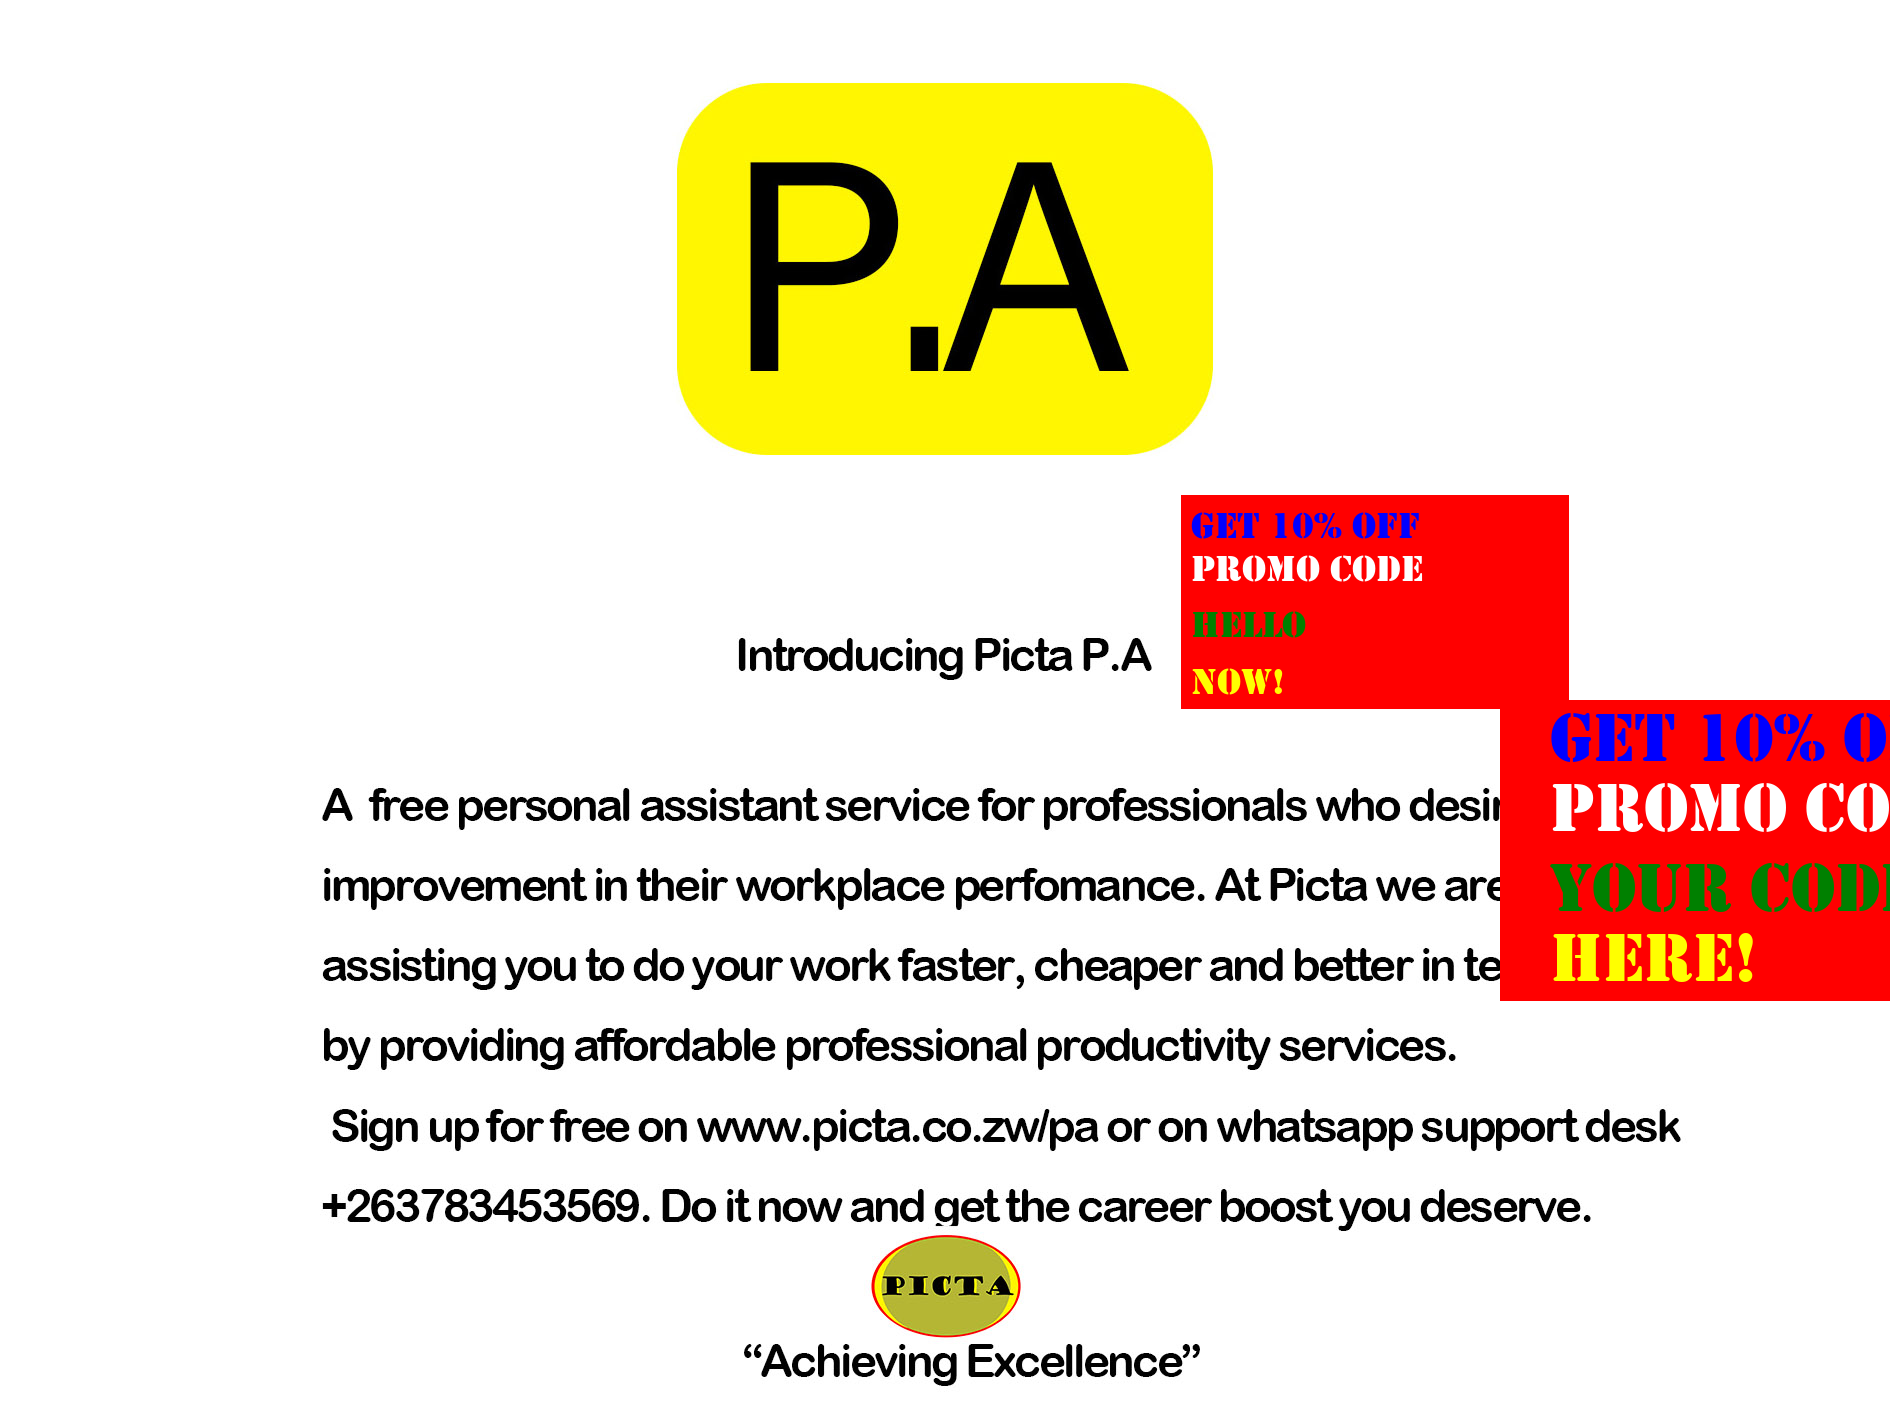 P.A
GET 10% OFF
PROMO CODE
HELLO
NOW!
Introducing Picta P.A
GET 10% O
PROMO CO
YOUR COD
HERE!
A free personal assistant service for professionals who
improvement in their workplace perfomance. At Picta we are
assisting you to do your work faster, cheaper and better in
by providing affordable professional productivity services.
Sign up for free on www.picta.co.zw/pa or on whatsapp support desk
+263783453569. Do it now and get the career boost you deserve.
PICTA
“Achieving Excellence”